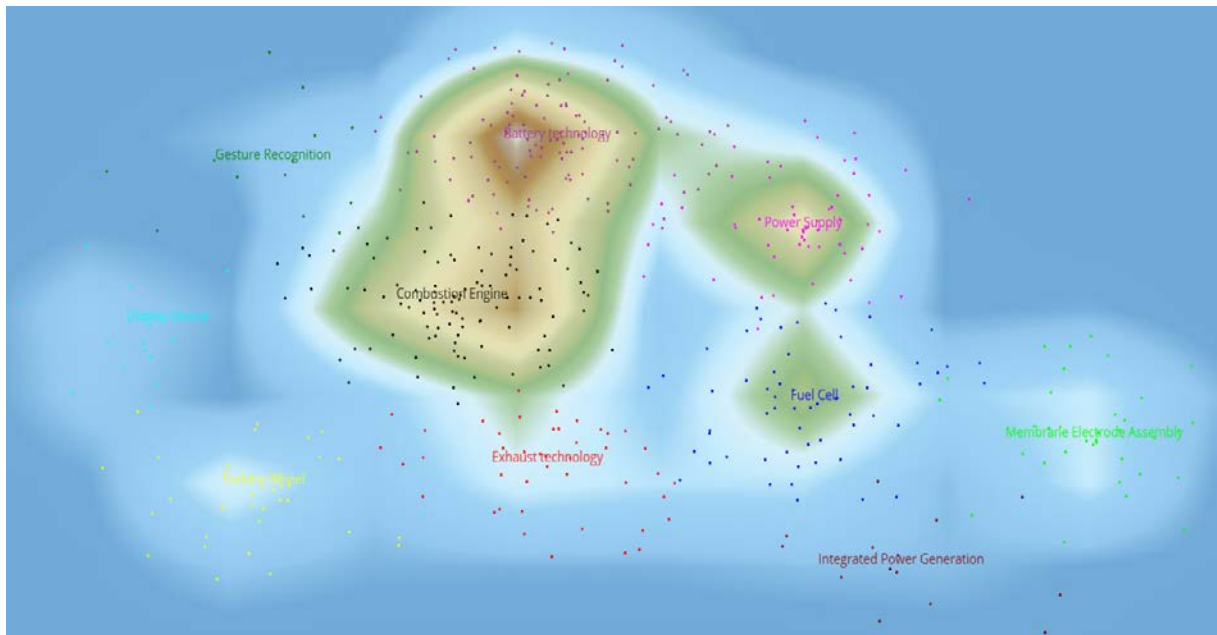 Battery technology
Gesture Recognition
Power Supply
Combustion Engine
Fuel Cell
Membrane Electrode Assembly
Exhaust technology
Integrated Power Generation